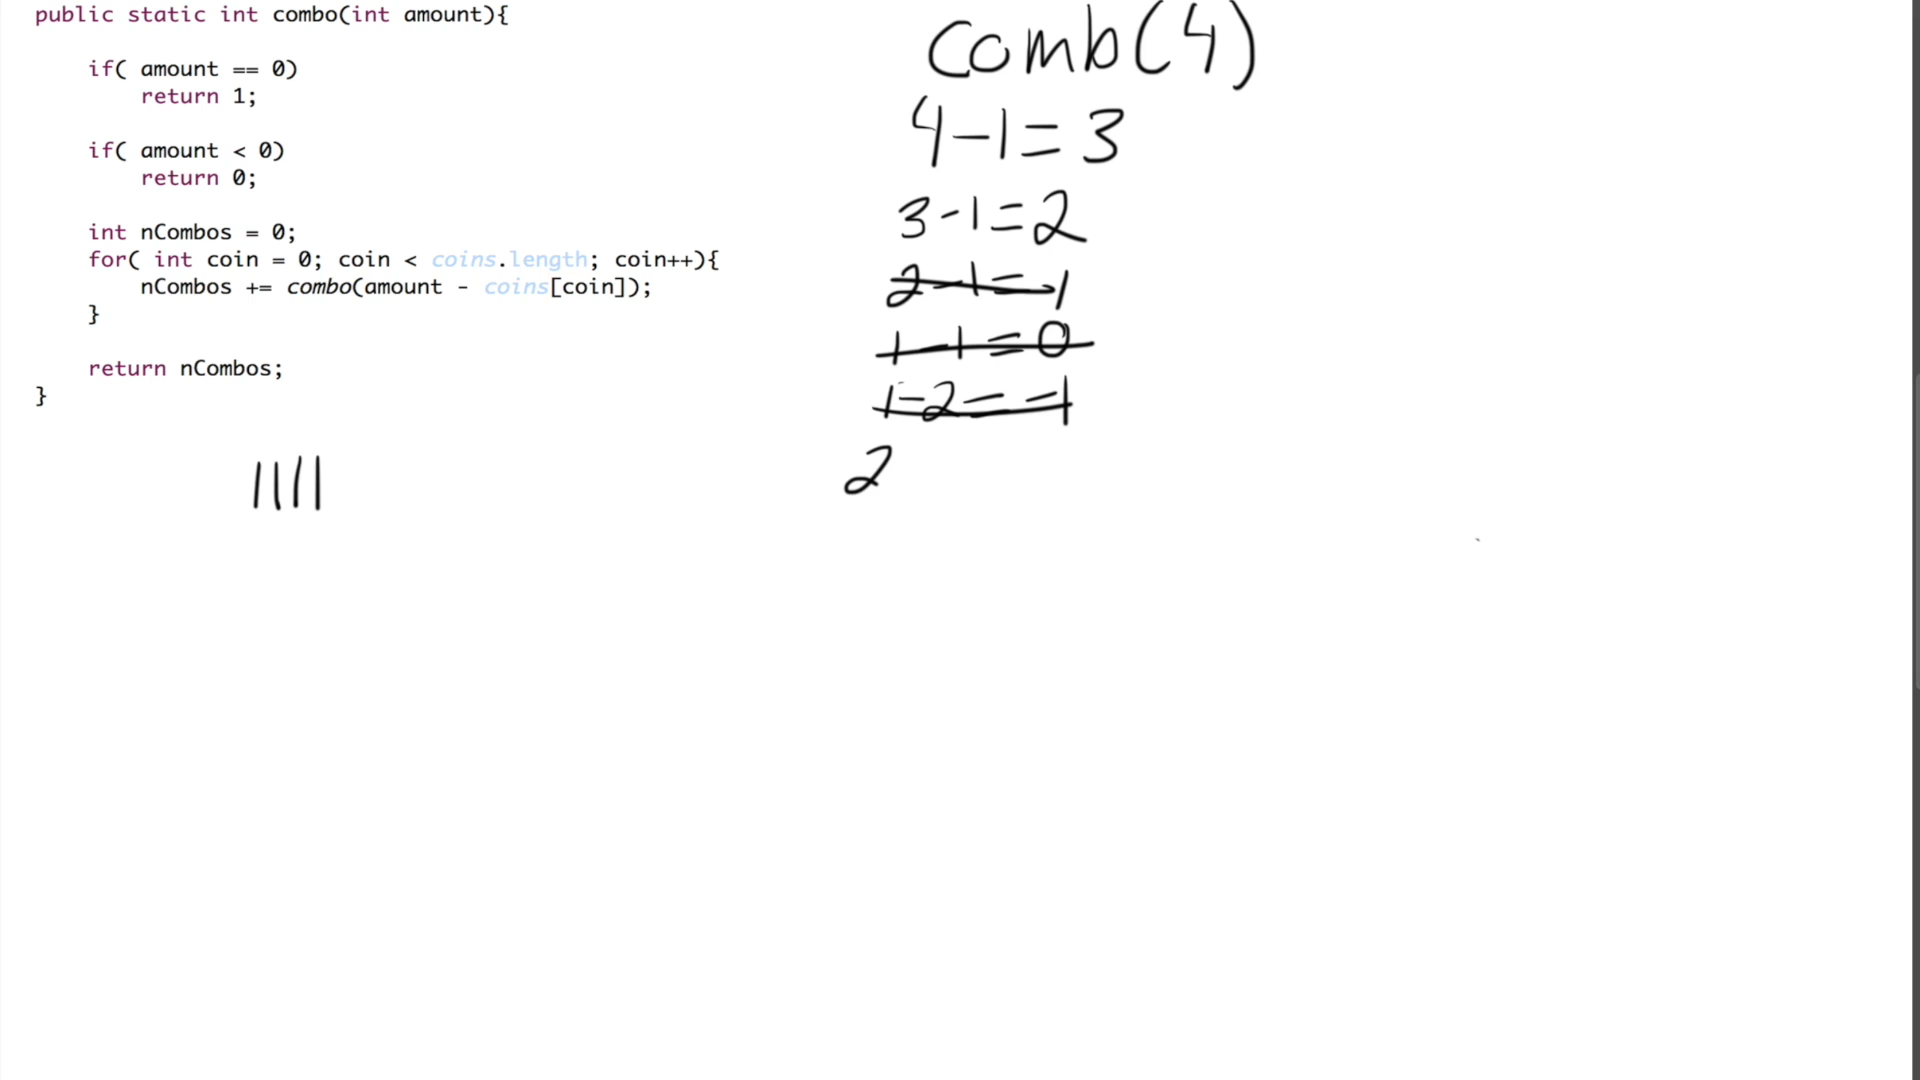 public static int combo(int amount){
if( amount == 0)
return 1;
if( amount < 0)
return 0;
int nCombos = 0;
for( int coin = 0; coin < coins.length; coin++){
nCombos += combo(amount - coins[coin]);
}
return nCombos;
}
1111
Comb(4)
4-1=3
3-1=2
2-1=1
1-1=0
1-2=-1
2